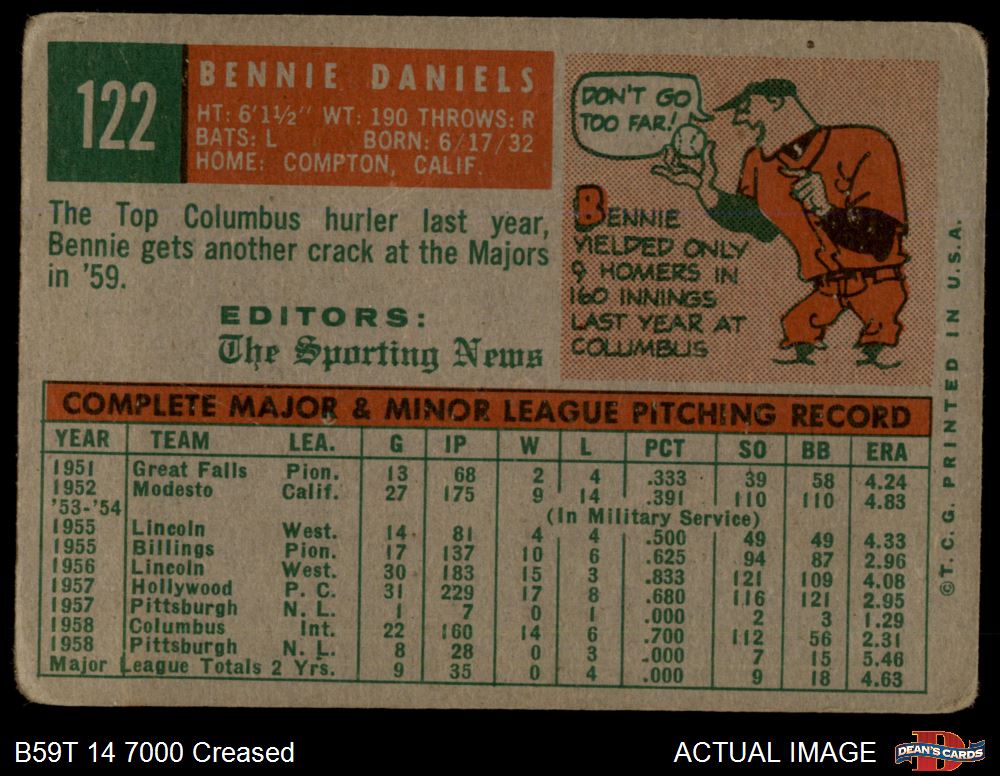 122
BENNIE DANIELS
HT: 6'1½" WT: 190 THROWS: R
BATS: L BORN: 6/17/32
HOME: COMPTON, CALIF.
The Top Columbus hurler last year,
Bennie gets another crack at the Majors
in '59.
EDITORS:
The Sporting News
DON'T GO
TOO FAR!
BENNIE
YIELDED ONLY
9 HOMERS IN
160 INNINGS
LAST YEAR AT
COLUMBUS
COMPLETE MAJOR & MINOR LEAGUE PITCHING RECORD
YEAR TEAM LEA. G IP W L PCT SO BB ERA
1951 Great Falls Pion. 13 68 2 4 .333 39 58 4.24
1952 Modesto Calif. 27 175 9 14 .391 110 110 4.83
'53-'54 (In Military Service)
1955 Lincoln West. 14 81 4 4 .500 49 49 4.33
1955 Billings Pion. 17 137 10 6 .625 94 87 2.96
1956 Lincoln West. 30 183 15 3 .833 121 109 4.08
1957 Hollywood P. C. 31 229 17 8 .680 116 121 2.95
1957 Pittsburgh N. L. 1 7 0 1 .000 2 3 1.29
1958 Columbus Int. 22 160 14 6 .700 112 56 2.31
1958 Pittsburgh N. L. 8 28 0 3 .000 7 15 5.46
Major League Totals 2 Yrs. 9 35 0 4 .000 9 18 4.63
©T. C. G. PRINTED IN U.S.A.
B59T 14 7000 Creased
ACTUAL IMAGE
DEAN'S CARDS